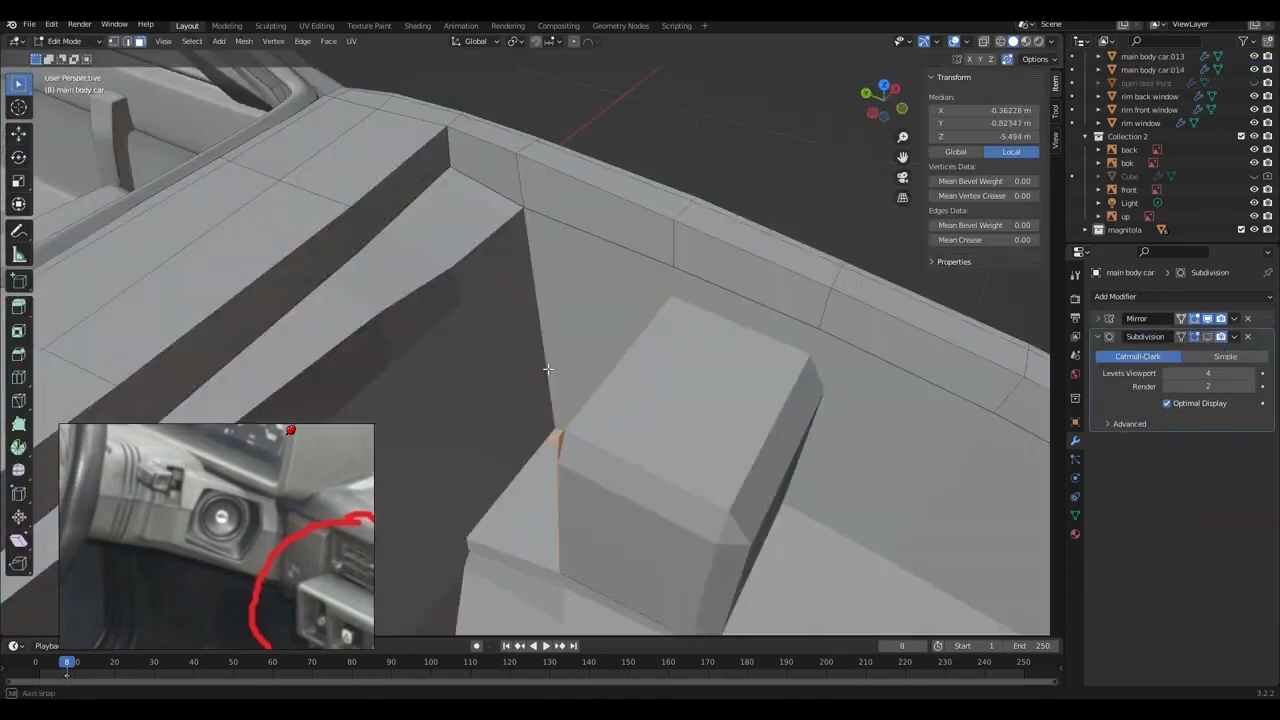 File Edit Render Window Help Layout Modeling Sculpting UV Editing Texture Paint Shading Animation Rendering Compositing Geometry Nodes Scripting + Scene ViewLayer
Edit Mode View Select Add Mesh Vertex Edge Face UV Global
X Y Z Options
User Perspective
(8) main body car
Transform
Median:
X -0.36228 m
Y -0.82347 m
Z -5.494 m
Global Local
Vertices Data:
Mean Bevel Weight 0.00
Mean Vertex Crease 0.00
Edges Data:
Mean Bevel Weight 0.00
Mean Crease 0.00
Properties
Item
Tool
View
main body car.013
main body car.014
open door front
rim back window
rim front window
rim window
Collection 2
back
bok
Cube
front
Light
up
magnitola
main body car Subdivision
Add Modifier
Mirror
Subdivision
Catmull-Clark Simple
Levels Viewport 4
Render 2
Optimal Display
Advanced
Playba 8 Start 1 End 250
0 8 20 30 40 50 60 70 80 90 100 110 120 130 140 150 160 170 180 190 200 210 220 230 240 250
Axis Snap 3.2.2